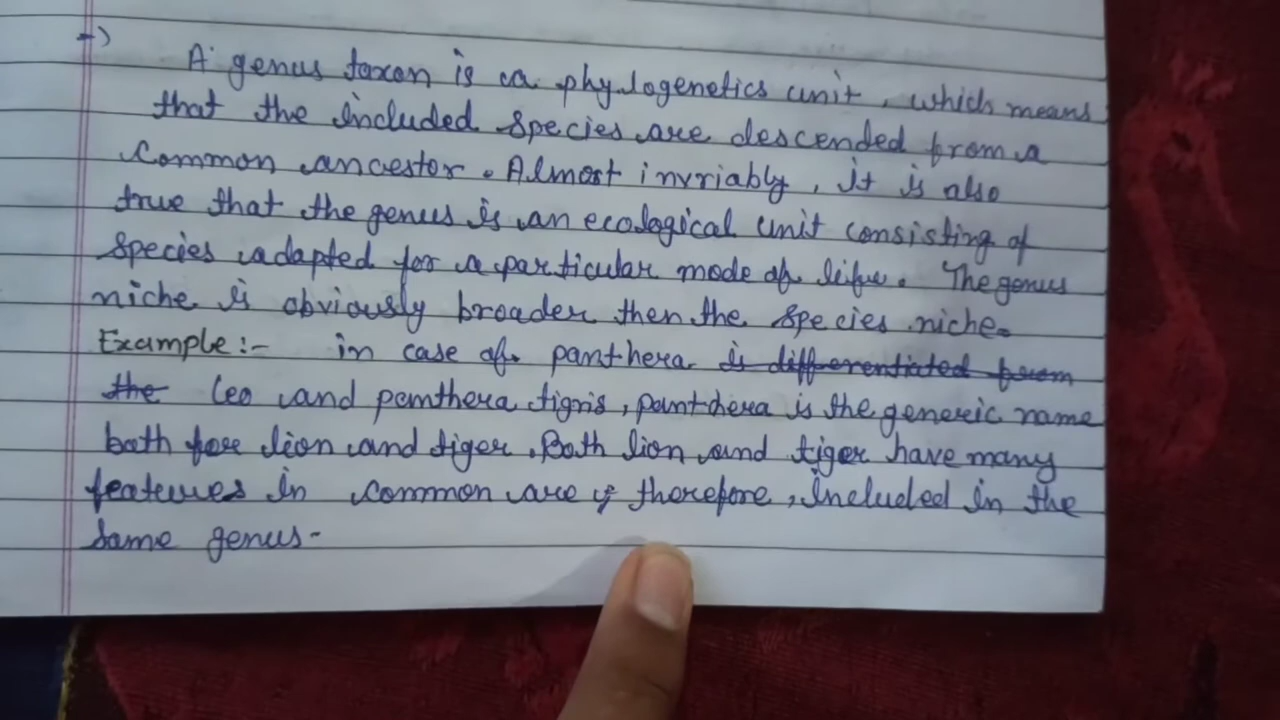 →)
A genus taxon is a phylogenetics unit, which means
that the included species are descended from a
Common ancestor. Almost invriably, it is also
true that the genus is an ecological unit consisting of
species adapted for a particular mode of life. The genus
niche is obviously broader then the species niche.
Example:- in case of panthera is differentiated from
the leo and panthera tigris, panthera is the generic name
both for lion and tiger. Both lion and tiger have many
features in common are therefore, included in the
same genus-